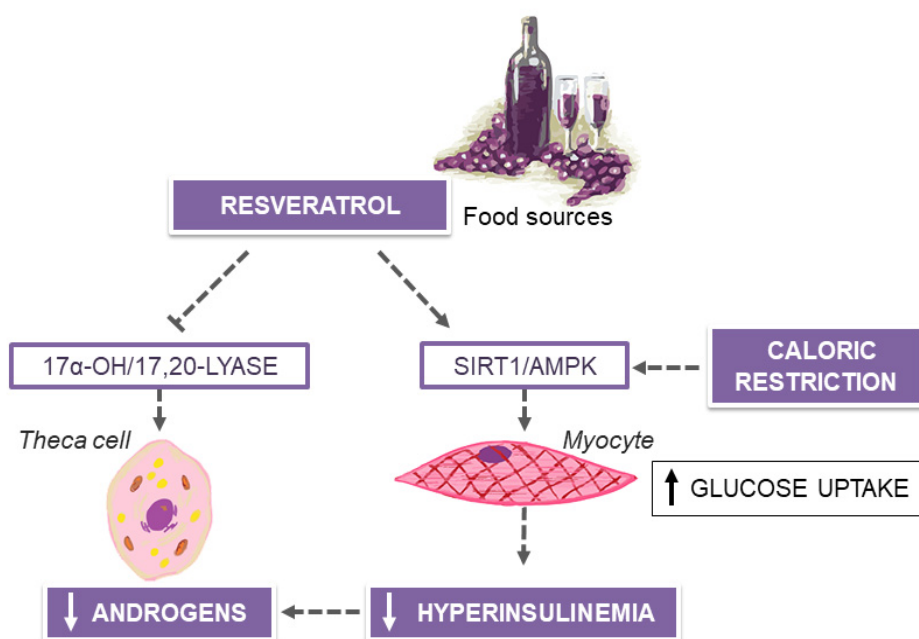 RESVERATROL
Food sources
17α-OH/17,20-LYASE
SIRT1/AMPK
CALORIC
RESTRICTION
Theca cell
Myocyte
↑ GLUCOSE UPTAKE
↓ ANDROGENS
↓ HYPERINSULINEMIA